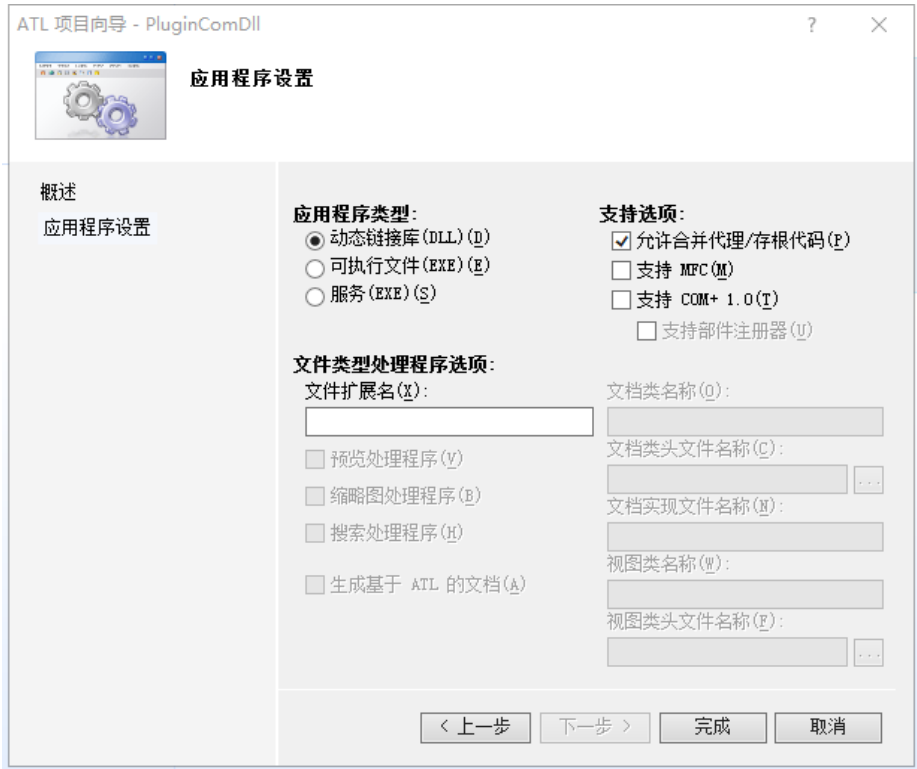 ATL 项目向导 - PluginComDll
?
应用程序设置
概述
应用程序设置
应用程序类型:
动态链接库(DLL)(D)
可执行文件(EXE)(E)
服务(EXE)(S)
支持选项:
允许合并代理/存根代码(P)
支持 MFC(M)
支持 COM+ 1.0(T)
支持部件注册器(U)
文件类型处理程序选项:
文件扩展名(X):
预览处理程序(V)
缩略图处理程序(B)
搜索处理程序(H)
生成基于 ATL 的文档(A)
文档类名称(O):
文档类头文件名称(C):
...
文档实现文件名称(N):
视图类名称(W):
视图类头文件名称(F):
...
< 上一步
下一步 >
完成
取消